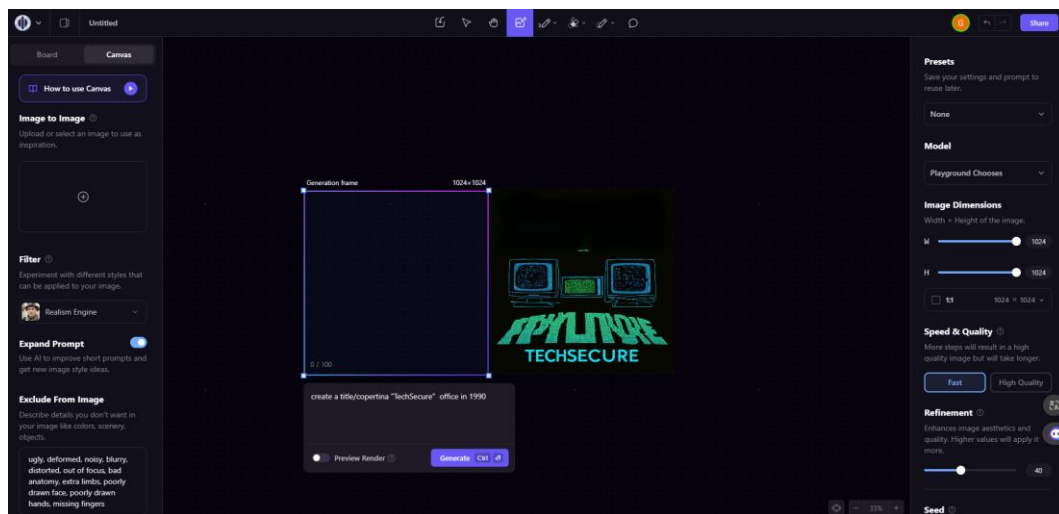 Untitled
Share
Board
Canvas
How to use Canvas
Image to Image
Upload or select an image to use as
inspiration.
Filter
Experiment with different styles that
can be applied to your image.
Realism Engine
Expand Prompt
Use AI to improve short prompts and
get new image style ideas.
Exclude From Image
Describe details you don't want in
your image like colors, scenery,
objects.
ugly, deformed, noisy, blurry,
distorted, out of focus, bad
anatomy, extra limbs, poorly
drawn face, poorly drawn
hands, missing fingers
Generation frame
1024×1024
0 / 100
TECHSECURE
create a title/copertina "TechSecure" office in 1990
Preview Render
Generate Ctrl
33%
G
Presets
Save your settings and prompt to
reuse later.
None
Model
Playground Chooses
Image Dimensions
Width × Height of the image.
W 1024
H 1024
1:1 1024 × 1024
Speed & Quality
More steps will result in a high
quality image but will take longer.
Fast
High Quality
Refinement
Enhances image aesthetics and
quality. Higher values will apply it
more.
40
Seed